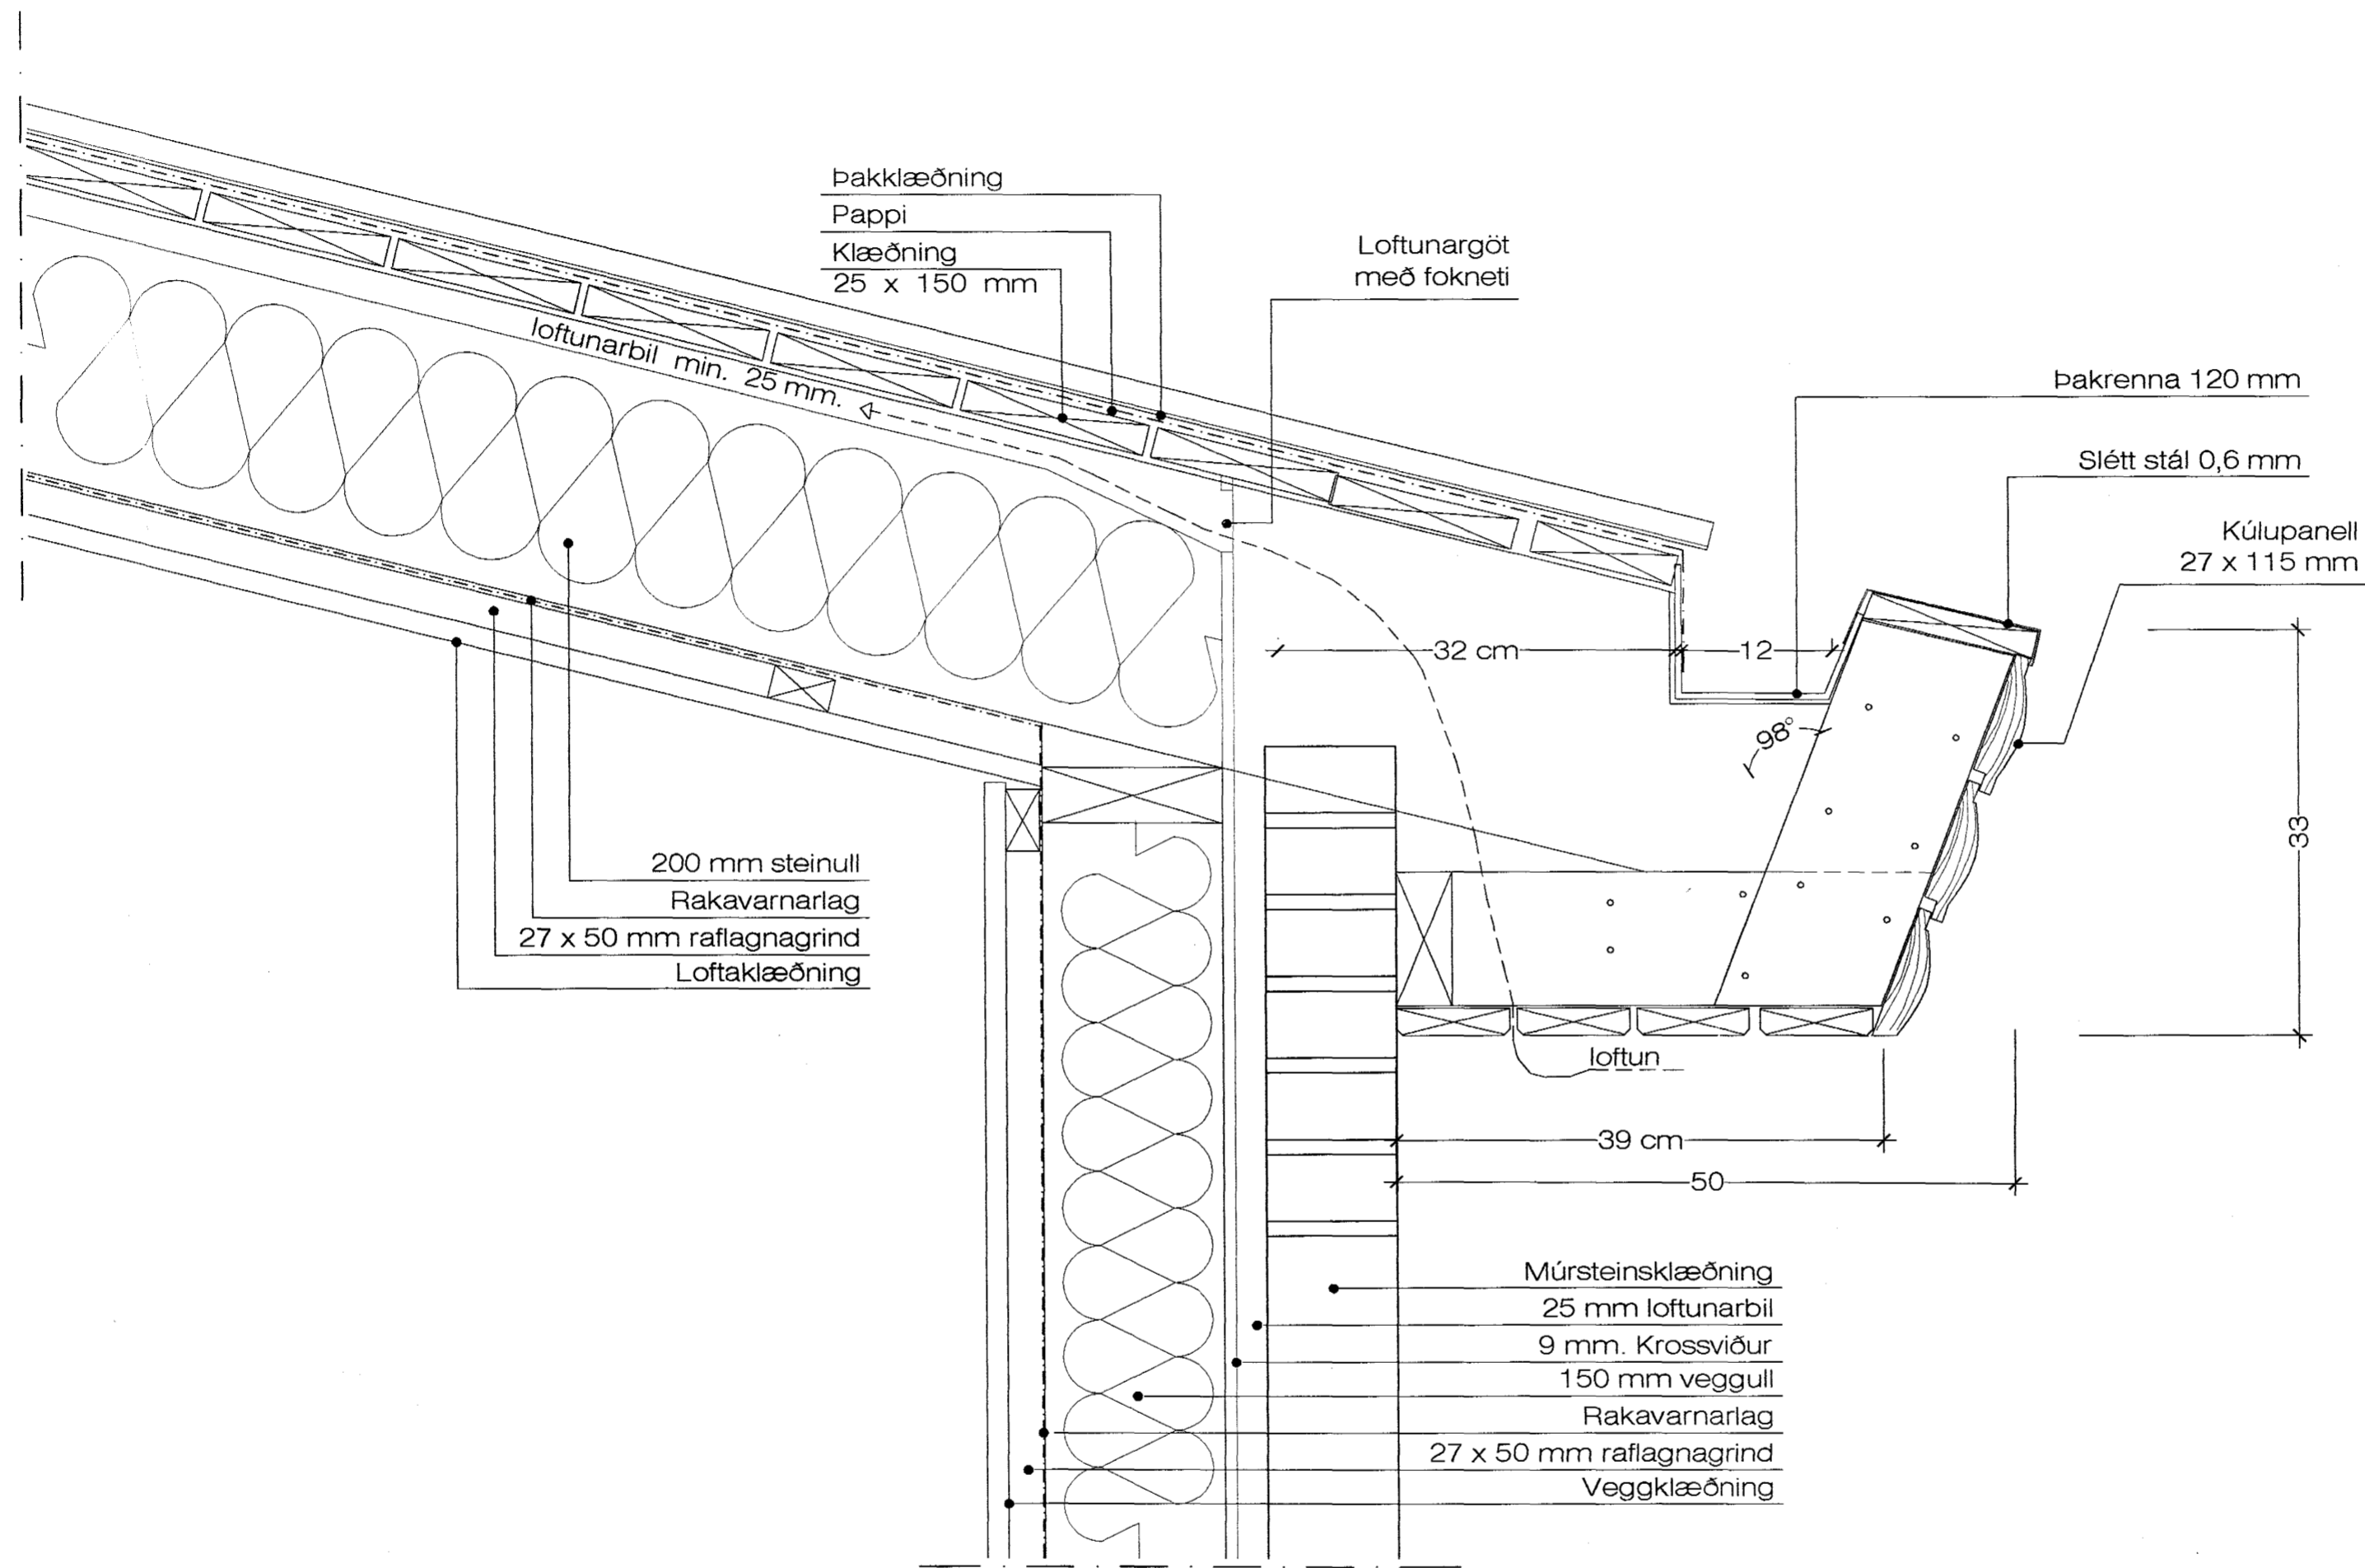 Þakklæðning
Pappi
Klæðning
25 x 150 mm
Loftunargöt
með fokneti
loftunarbil min. 25 mm.
Þakrenna 120 mm
Slétt stál 0,6 mm
Kúlupanell
27 x 115 mm
32 cm
12
98°
33
200 mm steinull
Rakavarnarlag
27 x 50 mm raflagnagrind
Loftaklæðning
loftun
39 cm
50
Múrsteinsklæðning
25 mm loftunarbil
9 mm. Krossviður
150 mm veggull
Rakavarnarlag
27 x 50 mm raflagnagrind
Veggklæðning